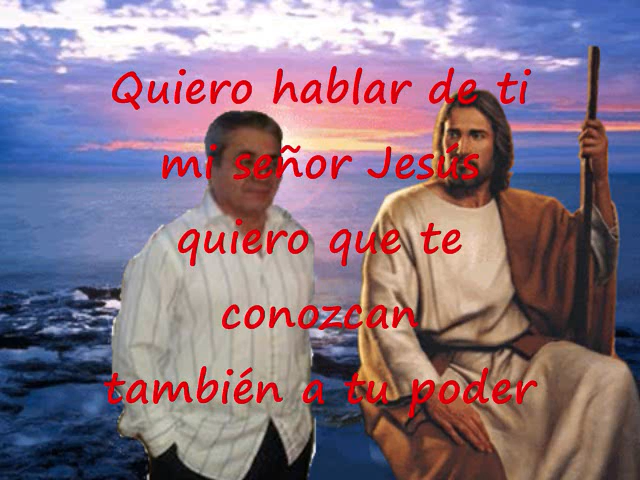 Quiero hablar de ti
mi señor Jesús
quiero que te
conozcan
también a tu poder